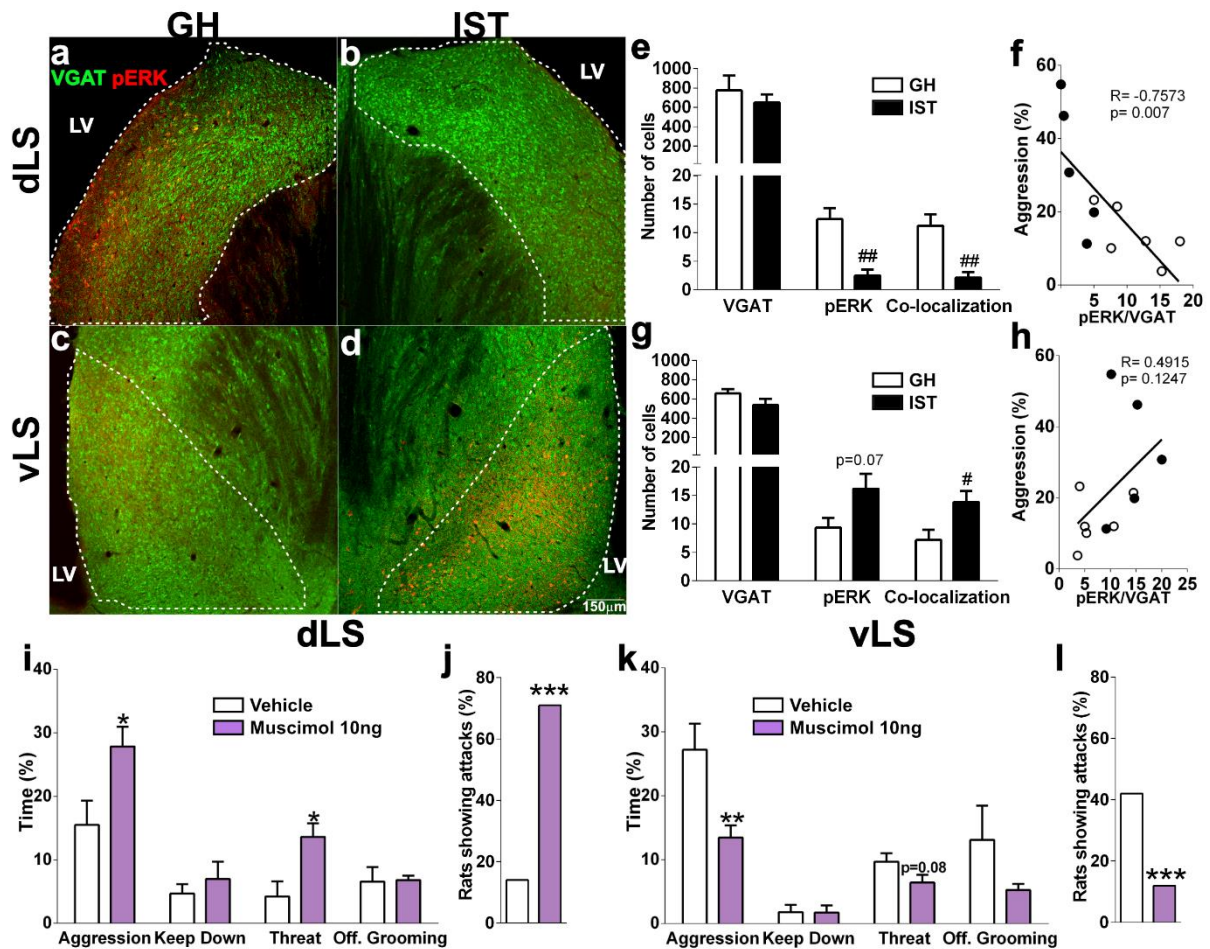 GH
IST
a
VGAT pERK
LV
dLS
b
LV
c
LV
vLS
d
LV
150µm
e
Number of cells
1000
800
600
400
200
20
15
10
5
0
GH
IST
##
##
VGAT
pERK
Co-localization
f
Aggression (%)
60
40
20
0
R= -0.7573
p= 0.007
5
10
15
20
pERK/VGAT
g
Number of cells
1000
800
600
400
200
20
15
10
5
0
GH
IST
p=0.07
#
VGAT
pERK
Co-localization
h
Aggression (%)
60
40
20
0
R= 0.4915
p= 0.1247
0
5
10
15
20
25
pERK/VGAT
dLS
i
Time (%)
40
30
20
10
0
Vehicle
Muscimol 10ng
*
*
Aggression
Keep Down
Threat
Off. Grooming
j
Rats showing attacks (%)
80
60
40
20
0
***
vLS
k
Time (%)
40
30
20
10
0
Vehicle
Muscimol 10ng
**
p=0.08
Aggression
Keep Down
Threat
Off. Grooming
l
Rats showing attacks (%)
80
60
40
20
0
***